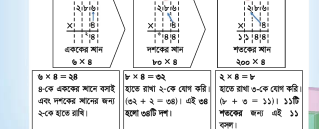 ২ ৮ ৬
× ৪
৪
এককের মান
৬ × ৪
২ ৮ ৬
× ৪
৪ ৪
দশকের মান
৮০ × ৪
২ ৮ ৬
× ৪
১ ১ ৪ ৪
শতকের মান
২০০ × ৪
৬ × ৪ = ২৪
৪-কে এককের মানে বসাই
এবং দশকের মানের জন্য
২-কে হাতে রাখি।
৮ × ৪ = ৩২
হাতে রাখা ২-কে যোগ করি।
(৩২ + ২ = ৩৪)। এই ৩৪
হলো ৩৪টি দশ।
২ × ৪ = ৮
হাতে রাখা ৩-কে যোগ করি।
(৮ + ৩ = ১১)। ১১টি
শতকের জন্য এই ১১
বসল।